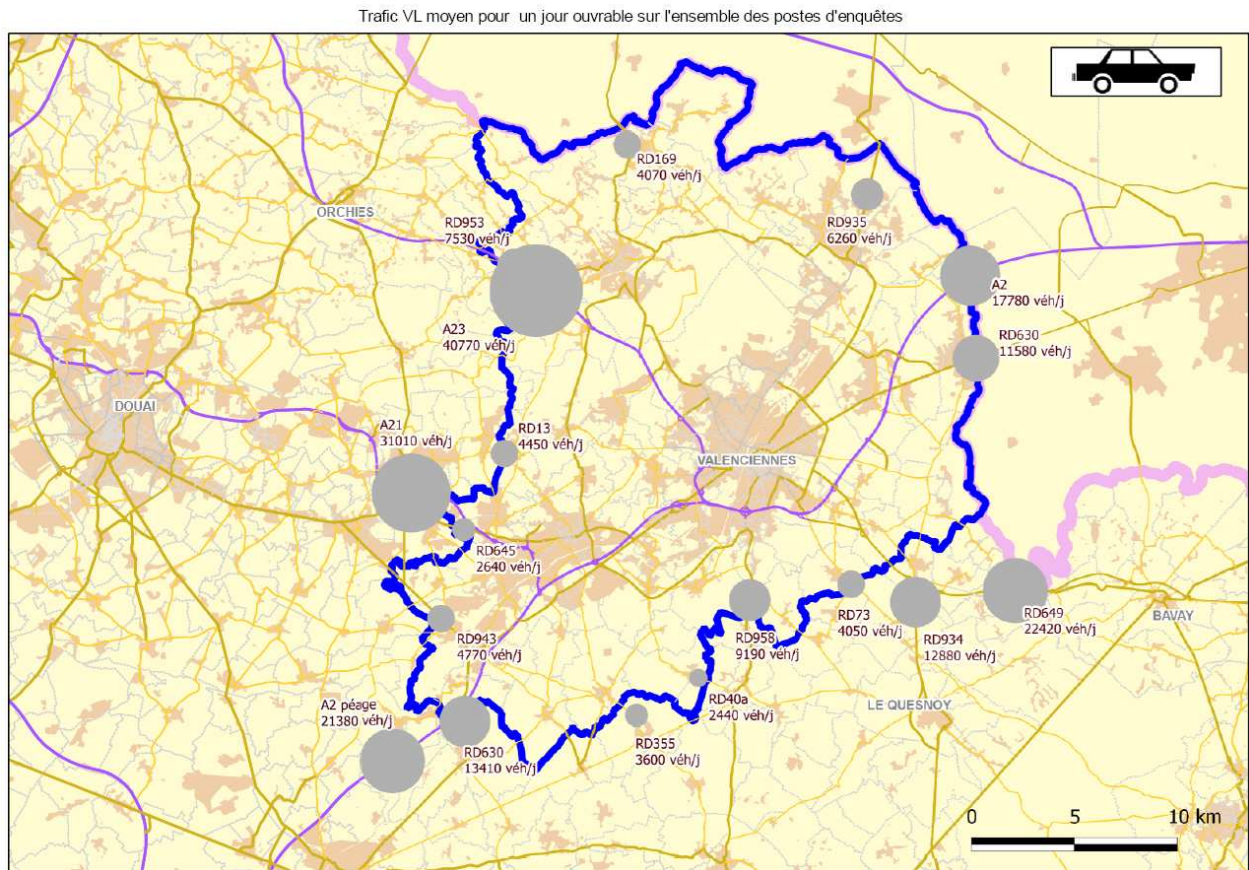 Trafic VL moyen pour un jour ouvrable sur l'ensemble des postes d'enquêtes
RD169
4070 véh/j
ORCHIES
RD953
7530 véh/j
RD935
6260 véh/j
A2
17780 véh/j
A23
40770 véh/j
RD630
11580 véh/j
DOUAI
A21
31010 véh/j
RD13
4450 véh/j
VALENCIENNES
RD645
2640 véh/j
RD943
4770 véh/j
RD958
9190 véh/j
RD73
4050 véh/j
RD934
12880 véh/j
RD649
22420 véh/j
BAVAY
A2 péage
21380 véh/j
RD40a
2440 véh/j
LE QUESNOY
RD630
13410 véh/j
RD355
3600 véh/j
0 5 10 km